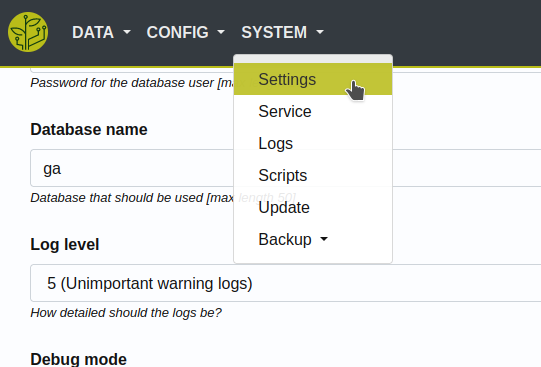 DATA CONFIG SYSTEM
Password for the database user [ma
Settings
Service
Database name
Logs
ga
Scripts
Database that should be used [max length 50]
Update
Log level
Backup
5 (Unimportant warning logs)
How detailed should the logs be?
Debug mode